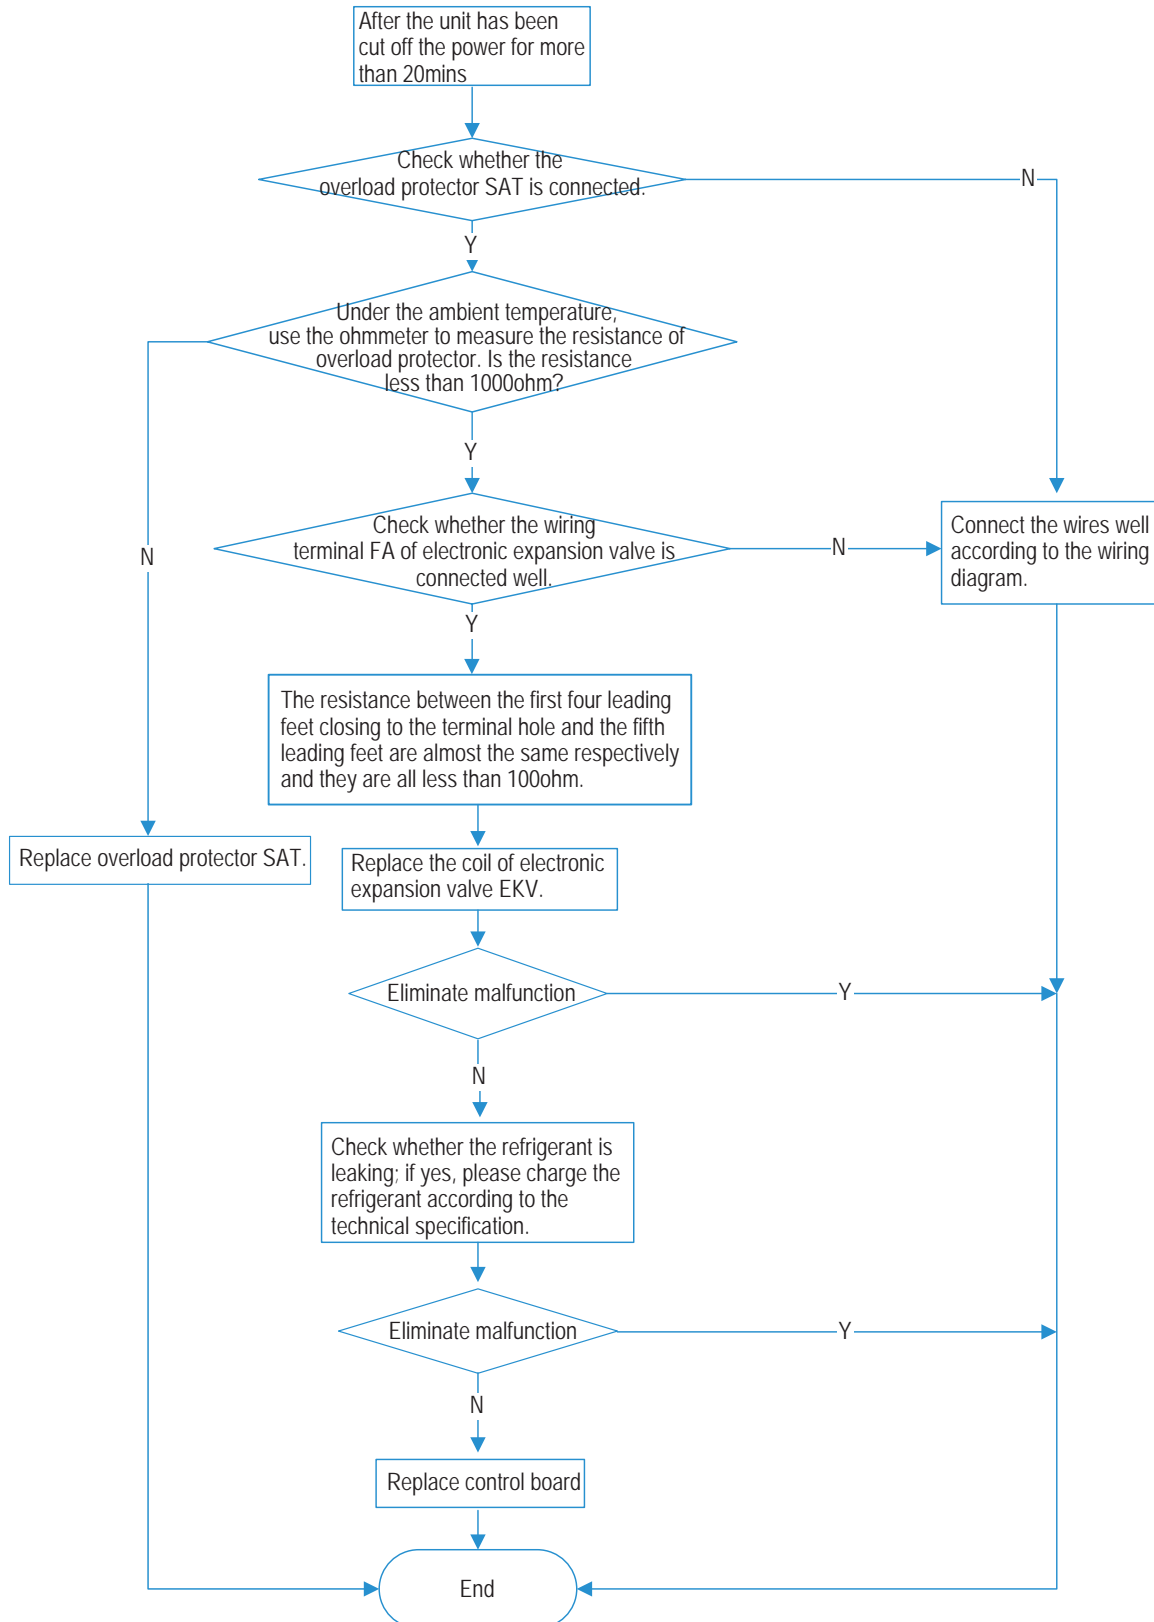 After the unit has been
cut off the power for more
than 20mins
Check whether the
overload protector SAT is connected.
N
Y
Under the ambient temperature,
use the ohmmeter to measure the resistance of
overload protector. Is the resistance
less than 1000ohm?
Y
N
Check whether the wiring
terminal FA of electronic expansion valve is
connected well.
N
Connect the wires well
according to the wiring
diagram.
Y
The resistance between the first four leading
feet closing to the terminal hole and the fifth
leading feet are almost the same respectively
and they are all less than 100ohm.
Replace overload protector SAT.
Replace the coil of electronic
expansion valve EKV.
Eliminate malfunction
Y
N
Check whether the refrigerant is
leaking; if yes, please charge the
refrigerant according to the
technical specification.
Eliminate malfunction
Y
N
Replace control board
End